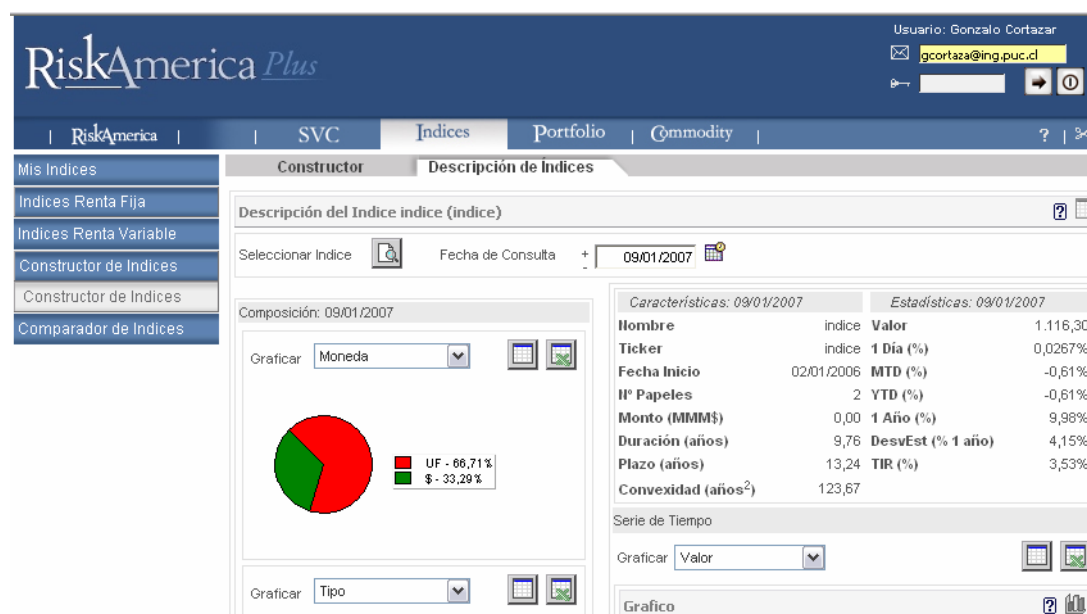 Usuario: Gonzalo Cortazar
RiskAmerica Plus
gcortaza@ing.puc.cl
| RiskAmerica | | SVC Indices Portfolio | Commodity | ? |
Constructor Descripción de Índices
Mis Indices
Indices Renta Fija
Indices Renta Variable
Constructor de Indices
Constructor de Indices
Comparador de Indices
Descripción del Indice indice (indice)
Seleccionar Indice Fecha de Consulta + - 09/01/2007
Composición: 09/01/2007
Graficar Moneda
UF - 66,71%
$ - 33,29%
Graficar Tipo
Características: 09/01/2007 Estadísticas: 09/01/2007
Nombre indice Valor 1.116,30
Ticker indice 1 Día (%) 0,0267%
Fecha Inicio 02/01/2006 MTD (%) -0,61%
Nº Papeles 2 YTD (%) -0,61%
Monto (MMM$) 0,00 1 Año (%) 9,98%
Duración (años) 9,76 DesvEst (% 1 año) 4,15%
Plazo (años) 13,24 TIR (%) 3,53%
Convexidad (años²) 123,67
Serie de Tiempo
Graficar Valor
Grafico ?